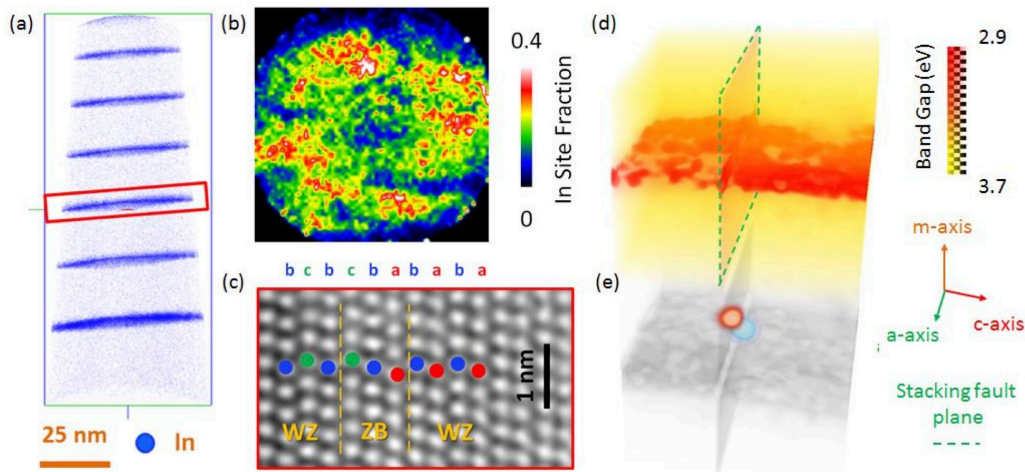 (a)
25 nm
In
(b)
0.4
In Site Fraction
0
b c b c b a b a b a
(c)
WZ ZB WZ
1 nm
(d)
2.9
Band Gap (eV)
3.7
m-axis
a-axis
c-axis
(e)
Stacking fault
plane